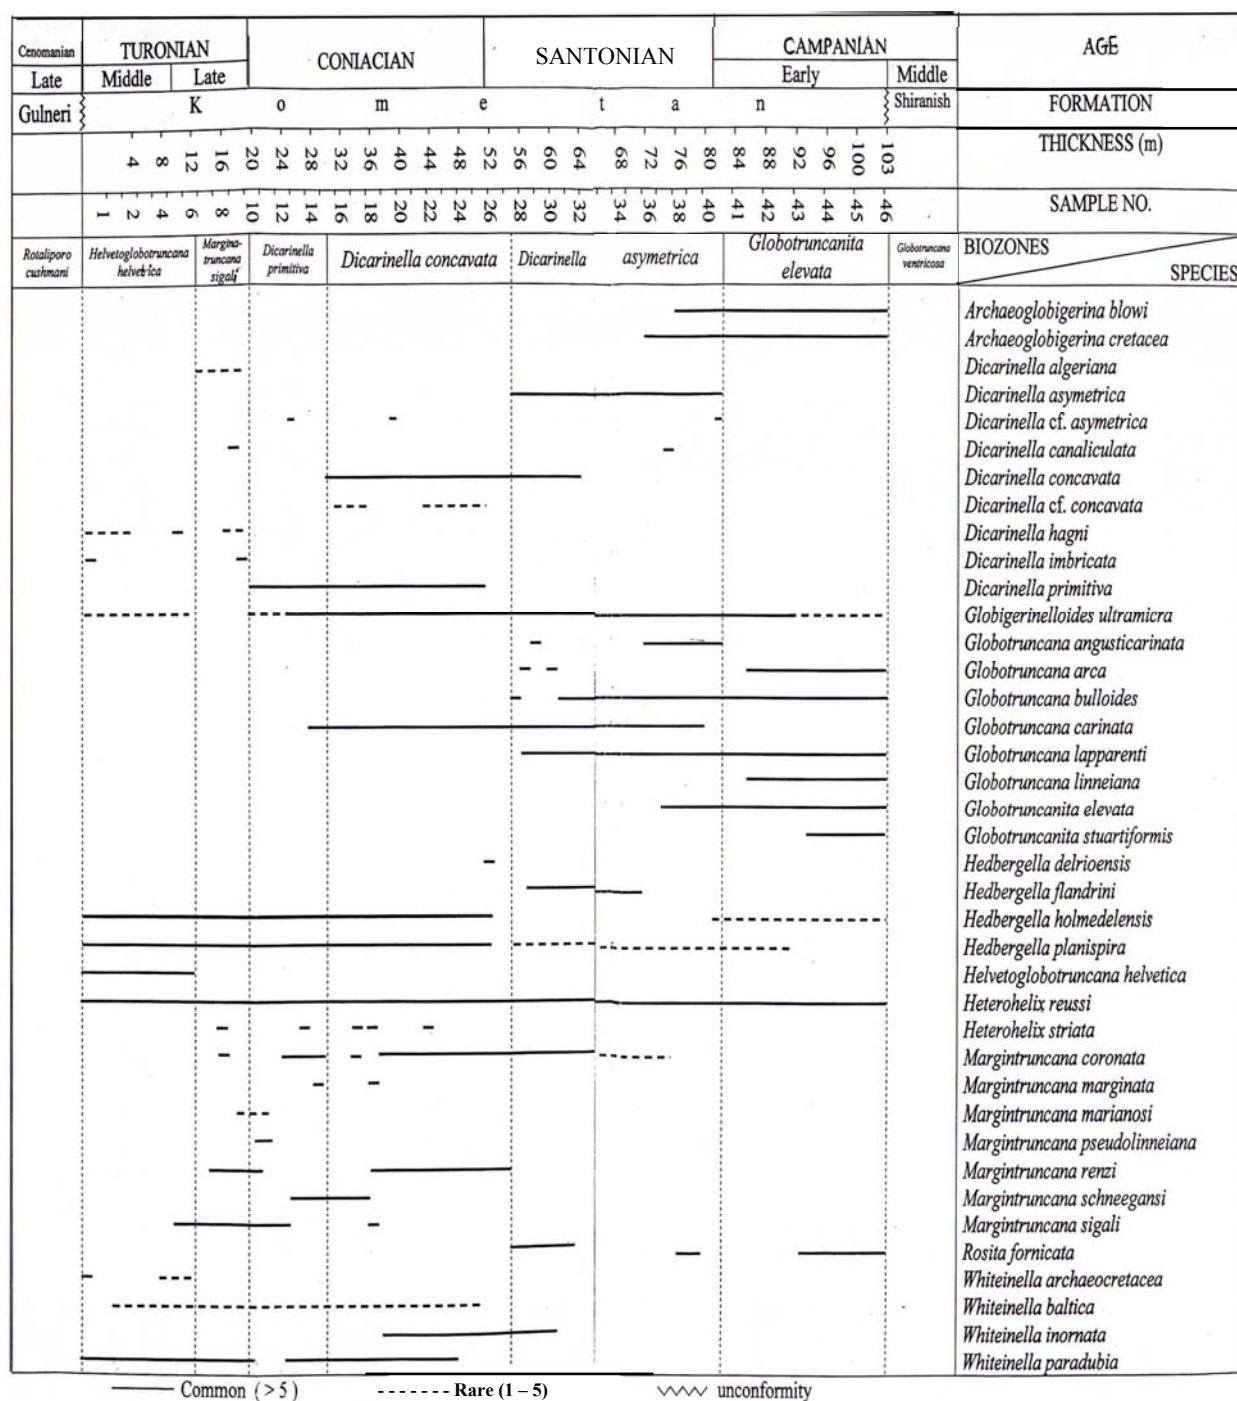 Cenomanian TURONIAN CONIACIAN SANTONIAN CAMPANIAN AGE
Late Middle Late Early Middle
Gulneri K o m e t a n Shiranish FORMATION
4 8 12 16 20 24 28 32 36 40 44 48 52 56 60 64 68 72 76 80 84 88 92 96 100 103 THICKNESS (m)
1 2 4 6 8 10 12 14 16 18 20 22 24 26 28 30 32 34 36 38 40 41 42 43 44 45 46 SAMPLE NO.
Rotaliporo cushmani
Helvetoglobotruncana helvetica
Margina-
truncana
sigali
Dicarinella
primitiva
Dicarinella concavata
Dicarinella asymetrica
Globotruncanita
elevata
Globotruncana
ventricosa
BIOZONES
SPECIES
Archaeoglobigerina blowi
Archaeoglobigerina cretacea
Dicarinella algeriana
Dicarinella asymetrica
Dicarinella cf. asymetrica
Dicarinella canaliculata
Dicarinella concavata
Dicarinella cf. concavata
Dicarinella hagni
Dicarinella imbricata
Dicarinella primitiva
Globigerinelloides ultramicra
Globotruncana angusticarinata
Globotruncana arca
Globotruncana bulloides
Globotruncana carinata
Globotruncana lapparenti
Globotruncana linneiana
Globotruncanita elevata
Globotruncanita stuartiformis
Hedbergella delrioensis
Hedbergella flandrini
Hedbergella holmedelensis
Hedbergella planispira
Helvetoglobotruncana helvetica
Heterohelix reussi
Heterohelix striata
Margintruncana coronata
Margintruncana marginata
Margintruncana marianosi
Margintruncana pseudolinneiana
Margintruncana renzi
Margintruncana schneegansi
Margintruncana sigali
Rosita fornicata
Whiteinella archaeocretacea
Whiteinella baltica
Whiteinella inornata
Whiteinella paradubia
Common ( > 5 ) Rare (1 – 5) unconformity